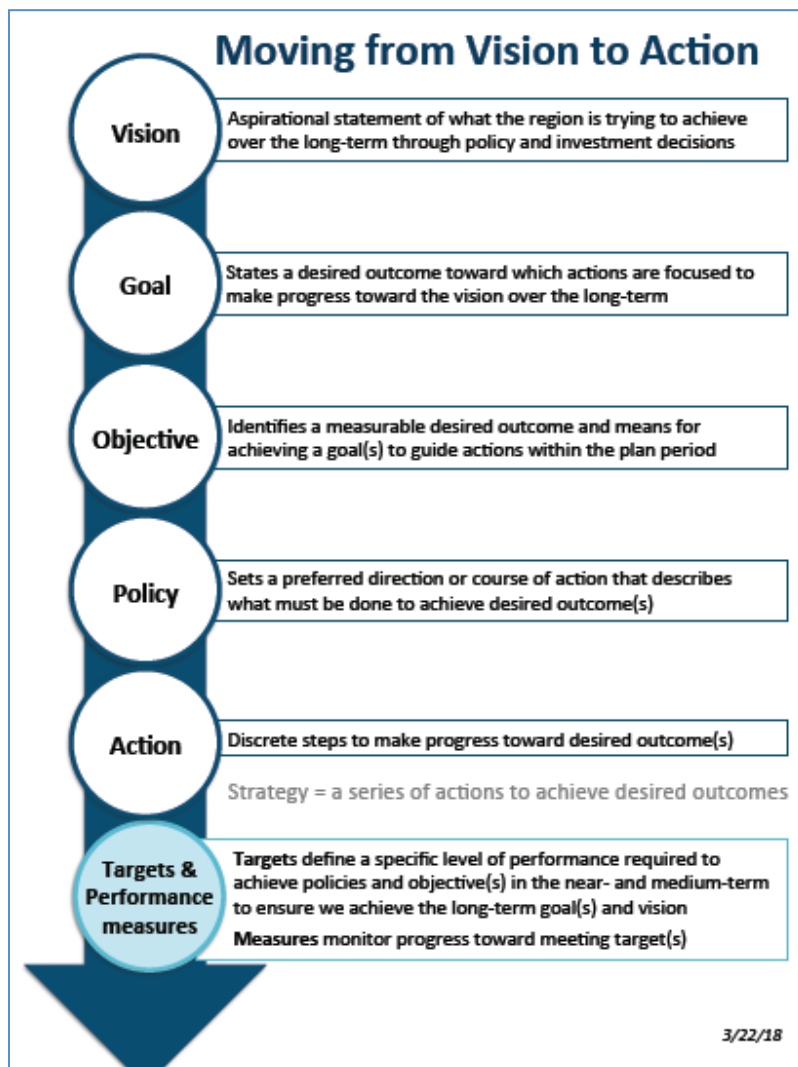 Moving from Vision to Action
Vision
Aspirational statement of what the region is trying to achieve
over the long-term through policy and investment decisions
Goal
States a desired outcome toward which actions are focused to
make progress toward the vision over the long-term
Objective
Identifies a measurable desired outcome and means for
achieving a goal(s) to guide actions within the plan period
Policy
Sets a preferred direction or course of action that describes
what must be done to achieve desired outcome(s)
Action
Discrete steps to make progress toward desired outcome(s)
Strategy = a series of actions to achieve desired outcomes
Targets &
Performance
measures
Targets define a specific level of performance required to
achieve policies and objective(s) in the near- and medium-term
to ensure we achieve the long-term goal(s) and vision
Measures monitor progress toward meeting target(s)
3/22/18